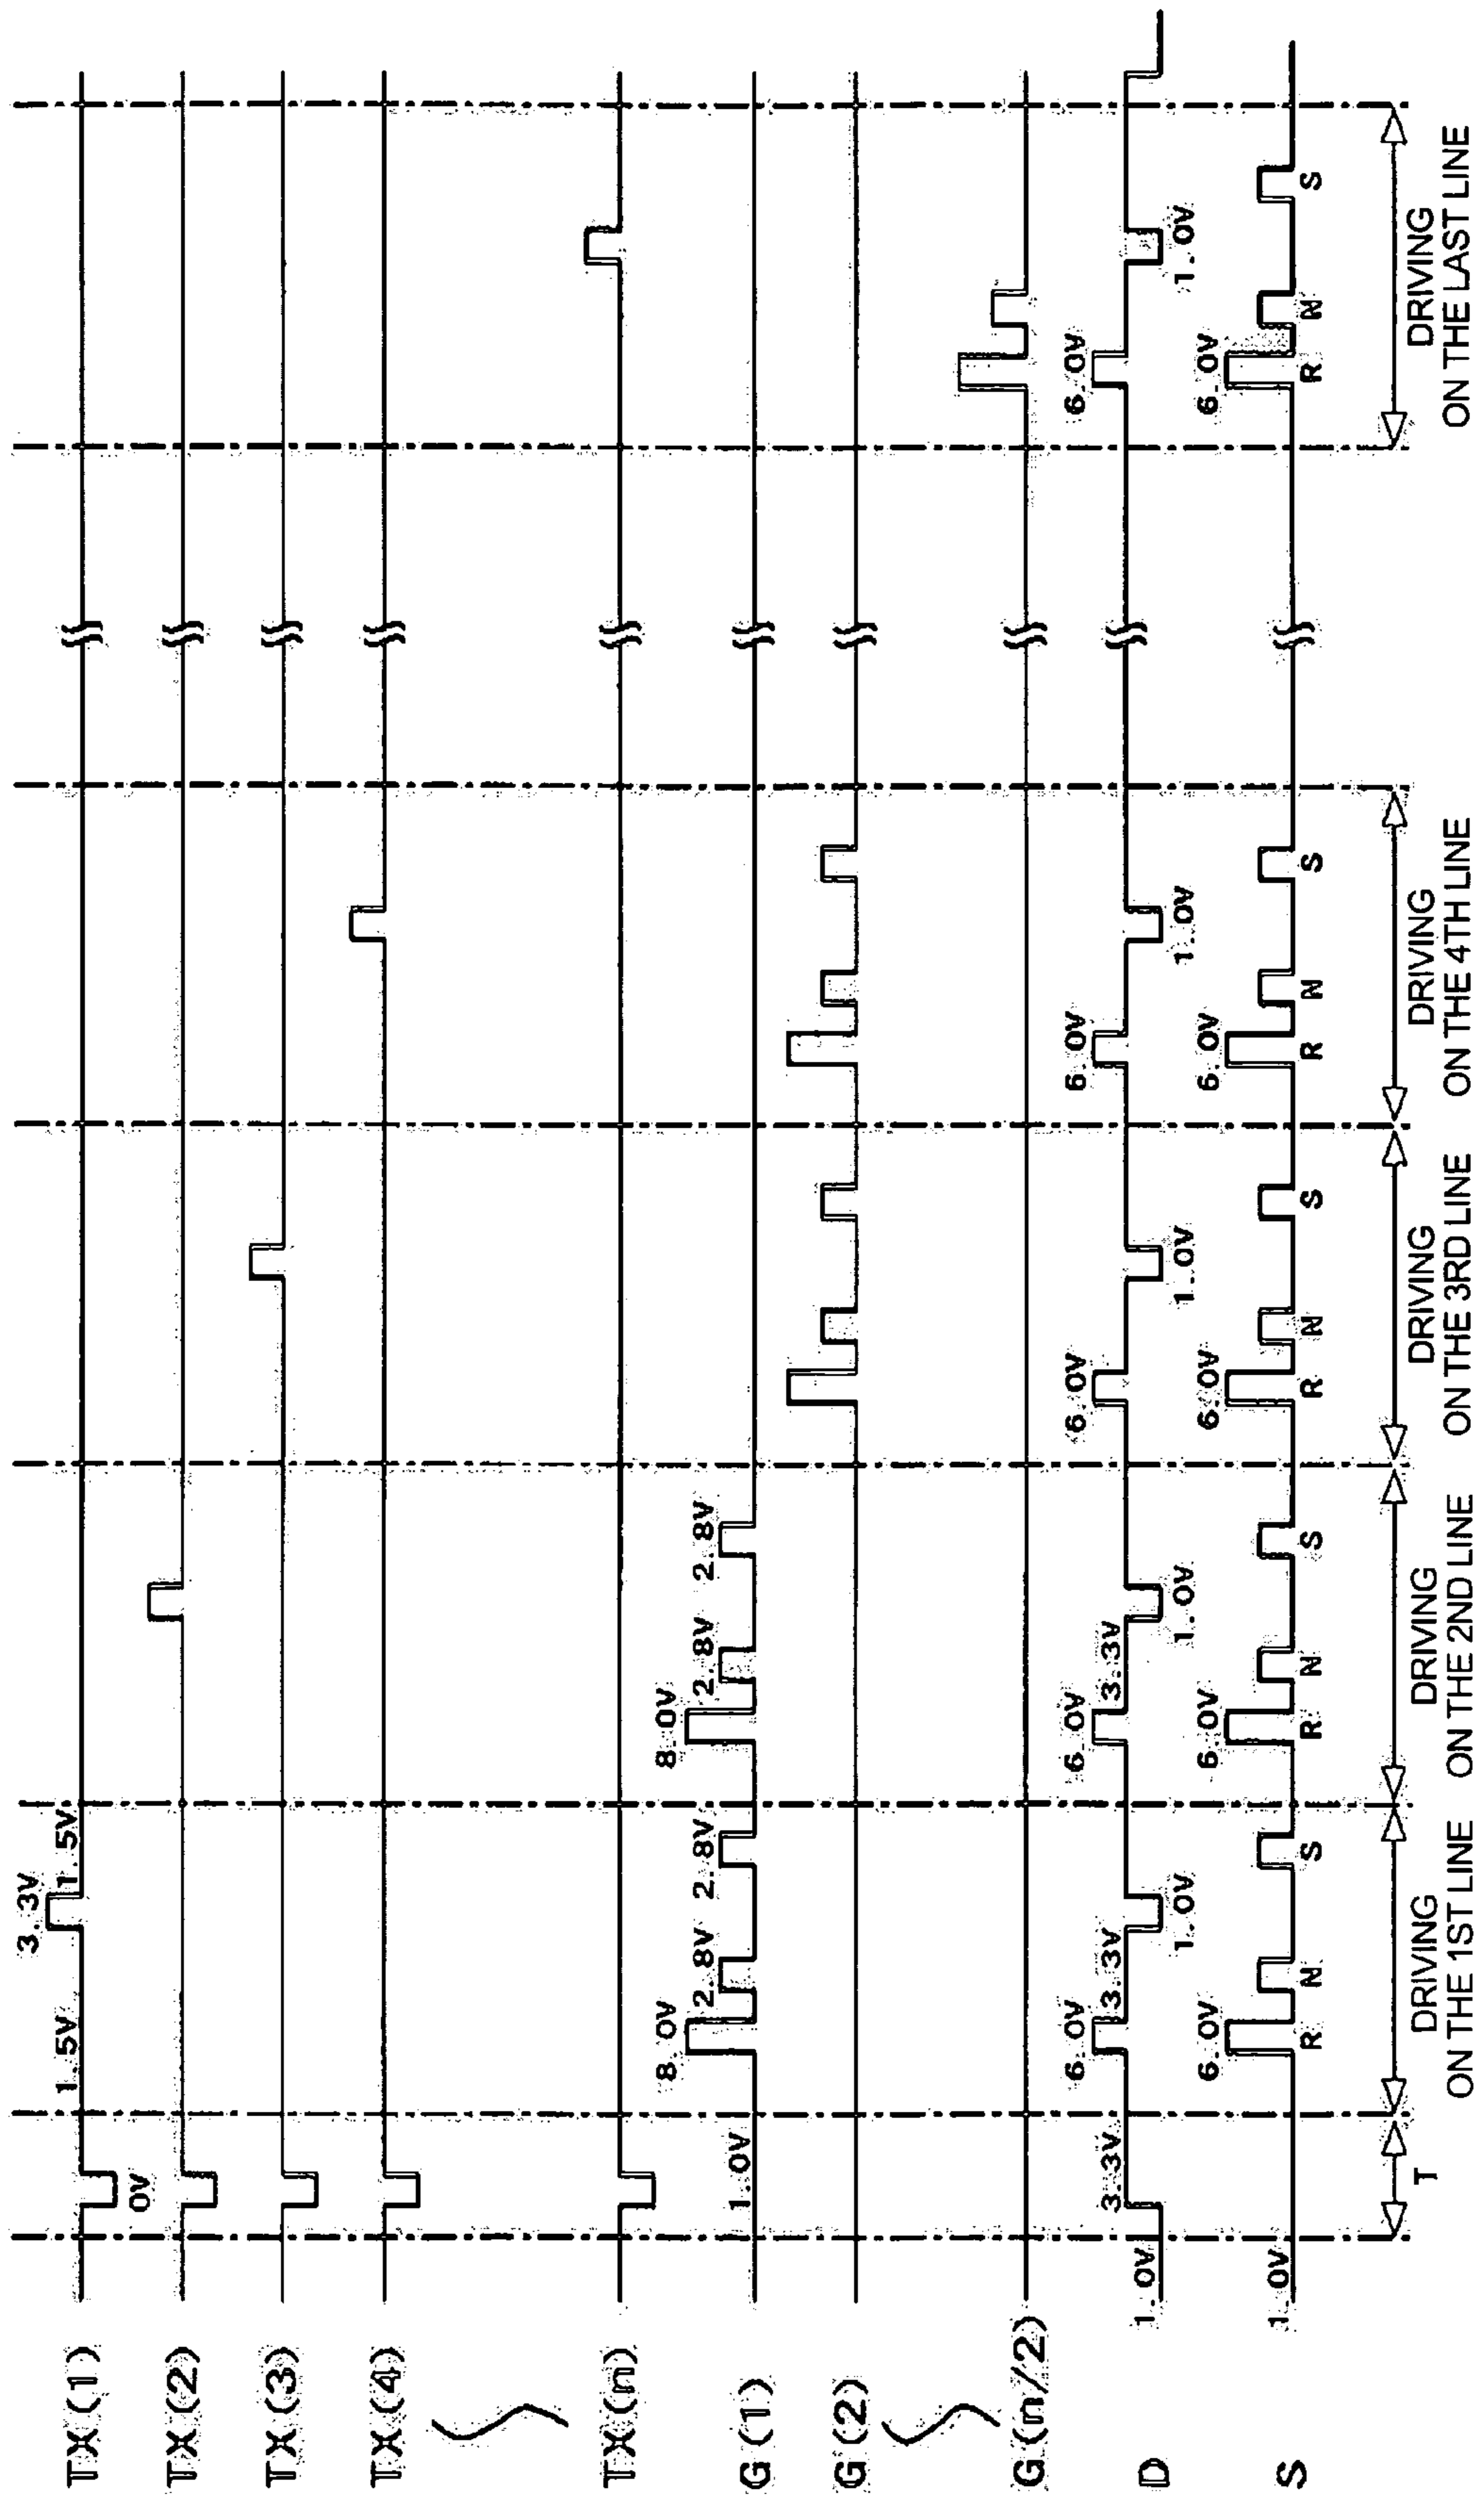 TX(1)
1.5V
3.3V
1.5V
0V
TX(2)
TX(3)
TX(4)
TX(n)
G(1)
1.0V
8.0V
2.8V
2.8V
8.0V
2.8V
2.8V
G(2)
G(n/2)
D
1.0V
3.3V
6.0V
3.3V
1.0V
6.0V
3.3V
1.0V
6.0V
1.0V
6.0V
1.0V
6.0V
1.0V
S
1.0V
6.0V
6.0V
6.0V
6.0V
6.0V
R N S
R N S
R N S
R N S
R N S
T
DRIVING
ON THE 1ST LINE
DRIVING
ON THE 2ND LINE
DRIVING
ON THE 3RD LINE
DRIVING
ON THE 4TH LINE
DRIVING
ON THE LAST LINE